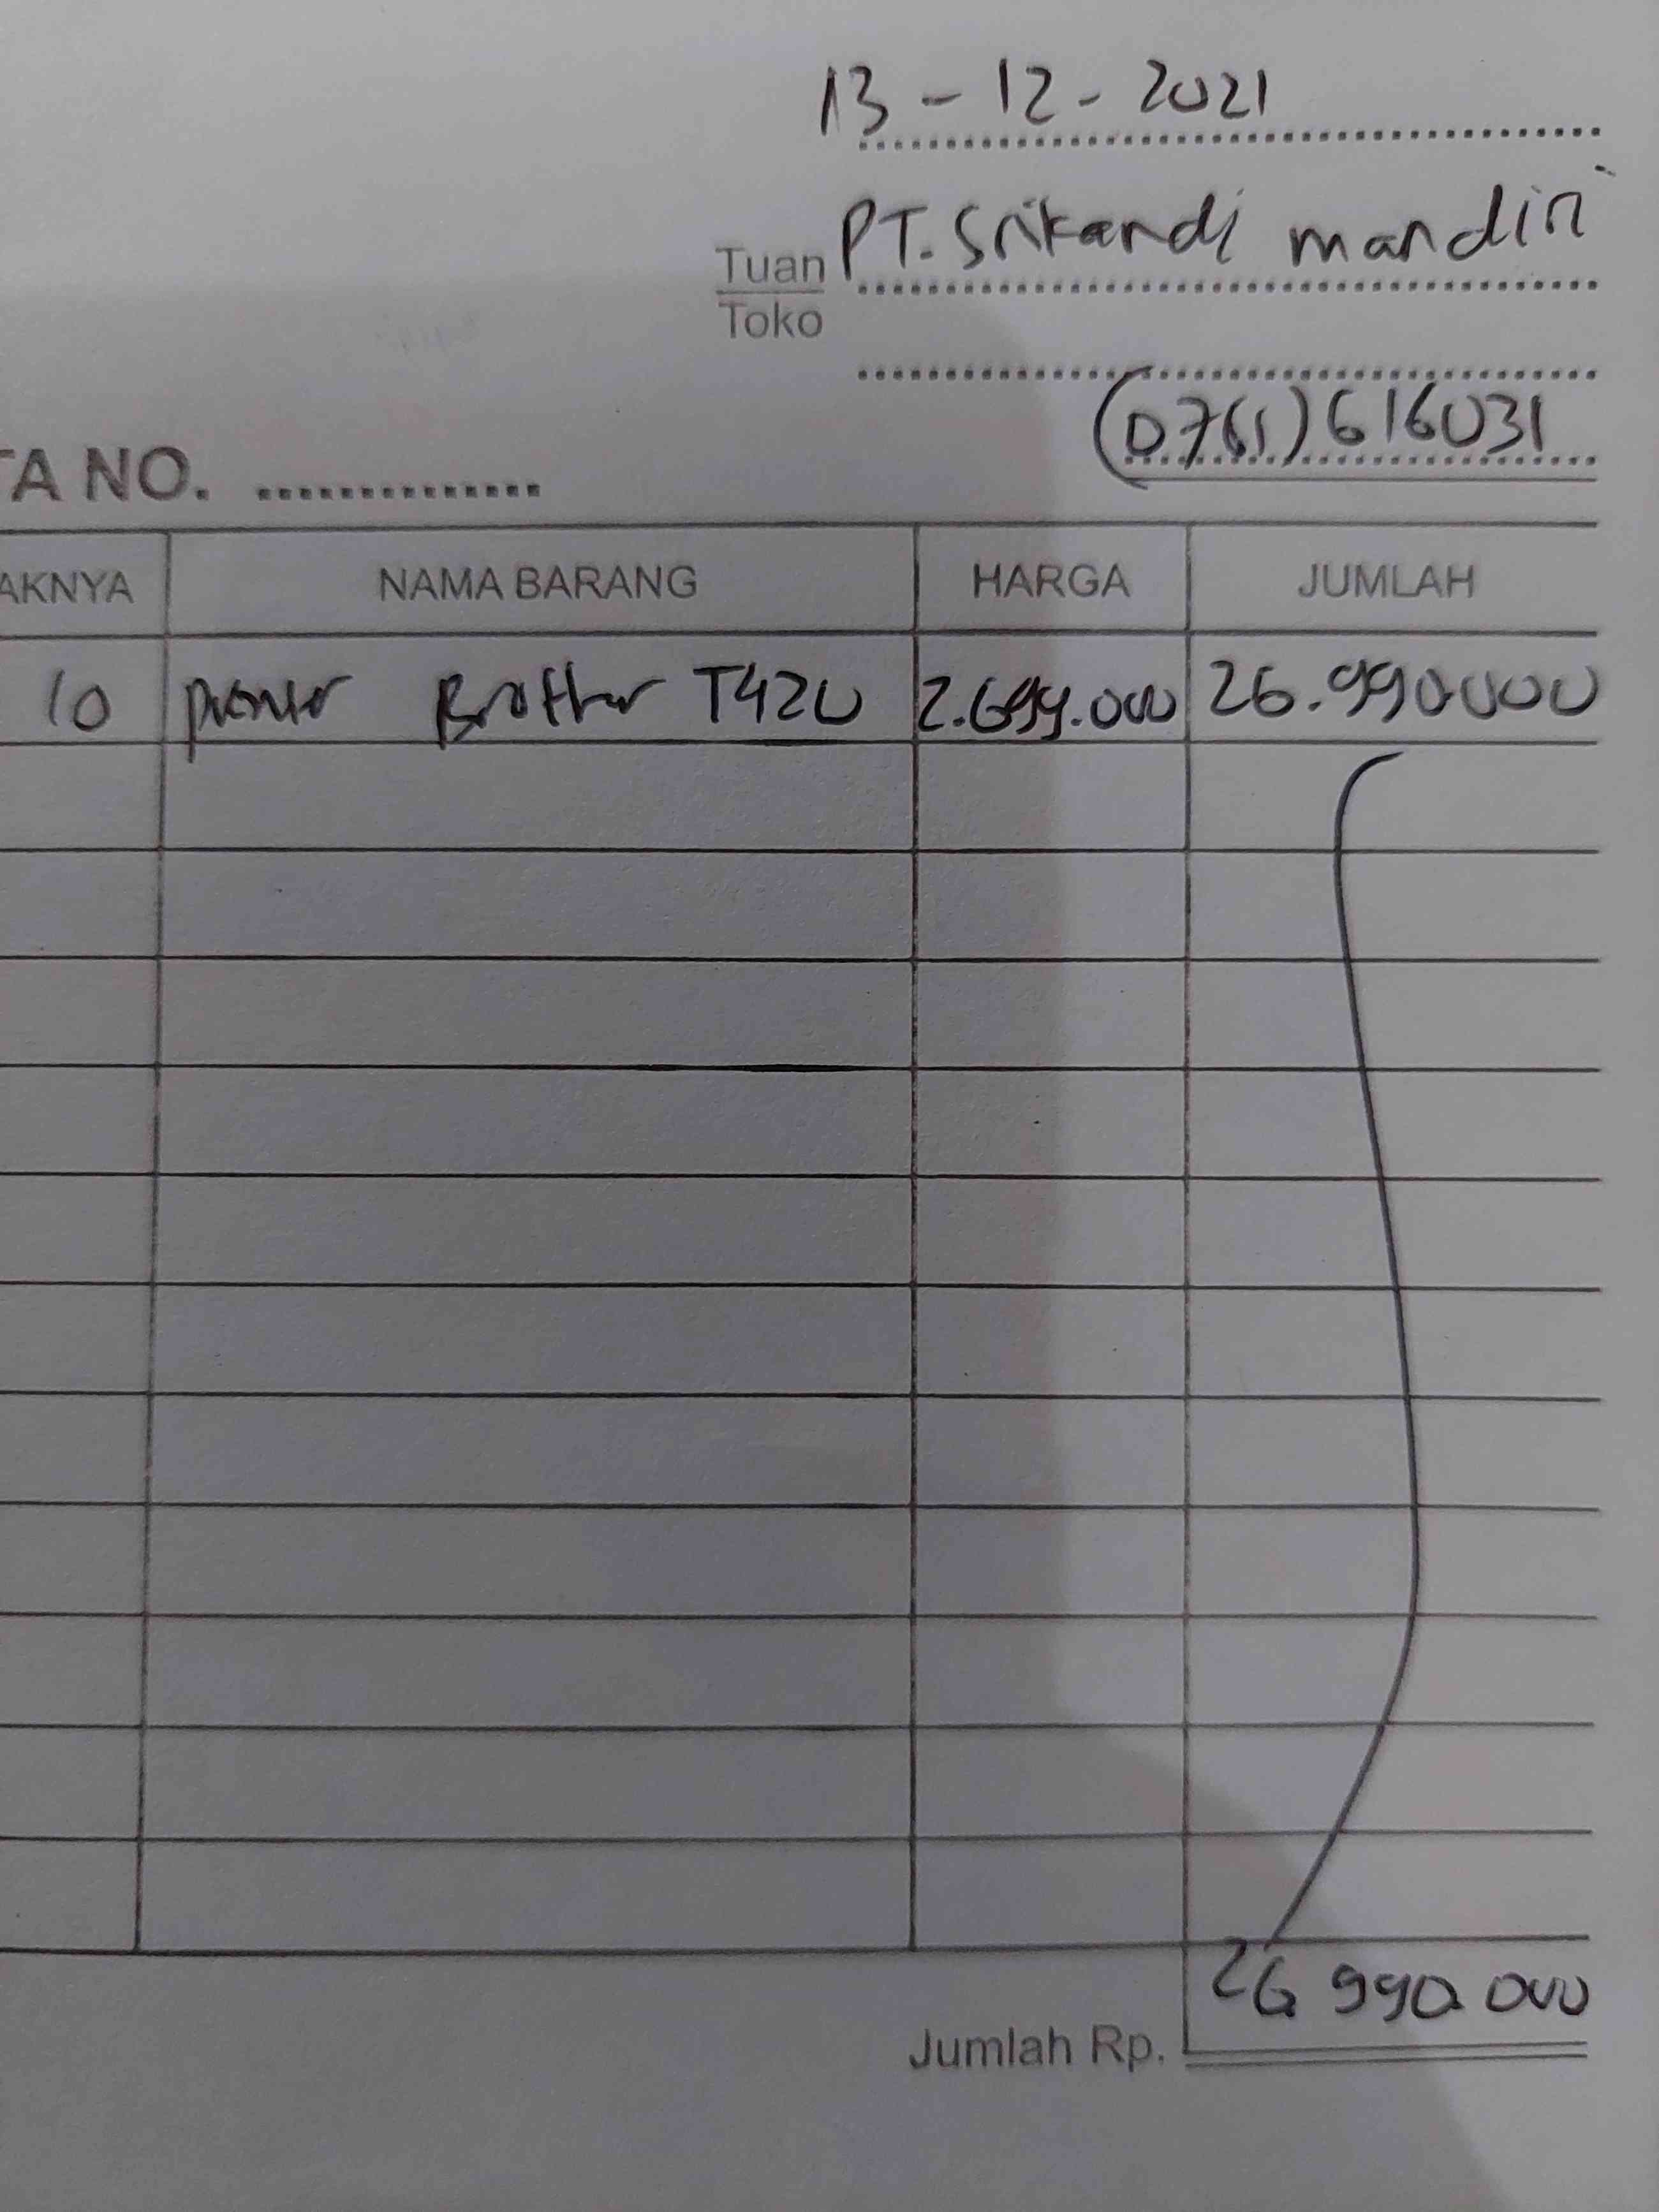 13 - 12 - 2021
Tuan PT. Srikandi mandiri
Toko
(0761) 616031
TA NO. ..............
AKNYA NAMA BARANG HARGA JUMLAH
10 printer Brother T420 2.699.000 26.990000
Jumlah Rp. 26 990.000